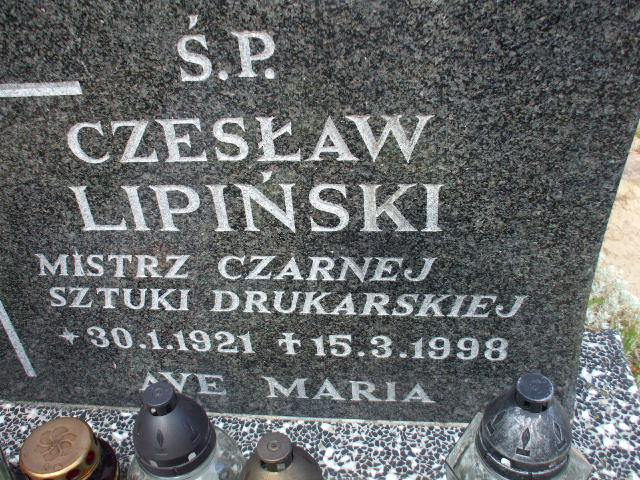 Ś.P.
CZESŁAW
LIPIŃSKI
MISTRZ CZARNEJ
SZTUKI DRUKARSKIEJ
*30.1.1921 ✝15.3.1998
AVE MARIA